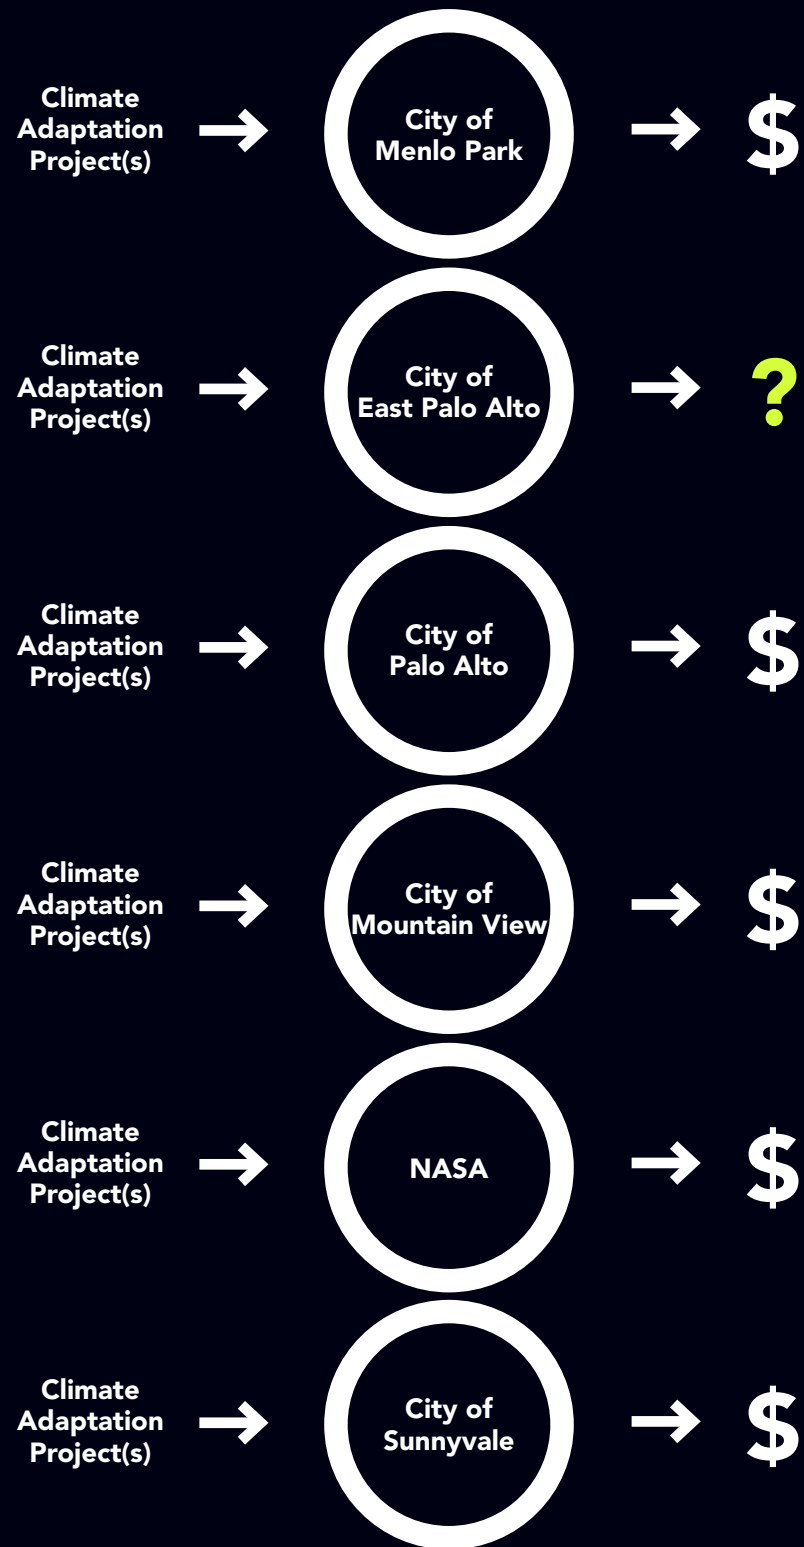 Climate
Adaptation
Project(s)
City of
Menlo Park
$
Climate
Adaptation
Project(s)
City of
East Palo Alto
?
Climate
Adaptation
Project(s)
City of
Palo Alto
$
Climate
Adaptation
Project(s)
City of
Mountain View
$
Climate
Adaptation
Project(s)
NASA
$
Climate
Adaptation
Project(s)
City of
Sunnyvale
$